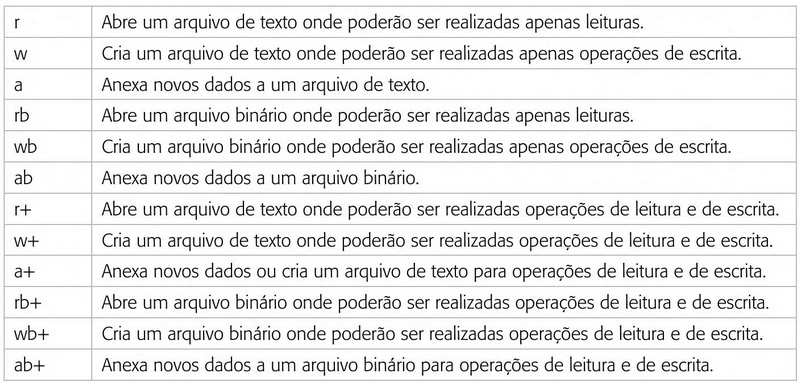 r Abre um arquivo de texto onde poderão ser realizadas apenas leituras.
w Cria um arquivo de texto onde poderão ser realizadas apenas operações de escrita.
a Anexa novos dados a um arquivo de texto.
rb Abre um arquivo binário onde poderão ser realizadas apenas leituras.
wb Cria um arquivo binário onde poderão ser realizadas apenas operações de escrita.
ab Anexa novos dados a um arquivo binário.
r+ Abre um arquivo de texto onde poderão ser realizadas operações de leitura e de escrita.
w+ Cria um arquivo de texto onde poderão ser realizadas operações de leitura e de escrita.
a+ Anexa novos dados ou cria um arquivo de texto para operações de leitura e de escrita.
rb+ Abre um arquivo binário onde poderão ser realizadas operações de leitura e de escrita.
wb+ Cria um arquivo binário onde poderão ser realizadas operações de leitura e de escrita.
ab+ Anexa novos dados a um arquivo binário para operações de leitura e de escrita.